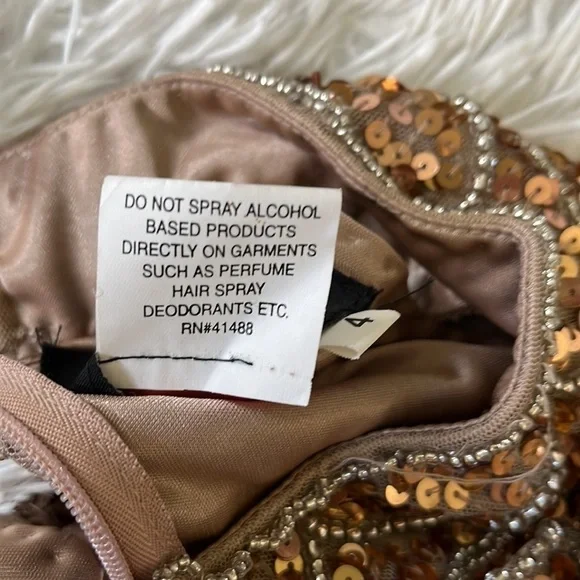 DO NOT SPRAY ALCOHOL
BASED PRODUCTS
DIRECTLY ON GARMENTS
SUCH AS PERFUME
HAIR SPRAY
DEODORANTS ETC.
RN#41488
4